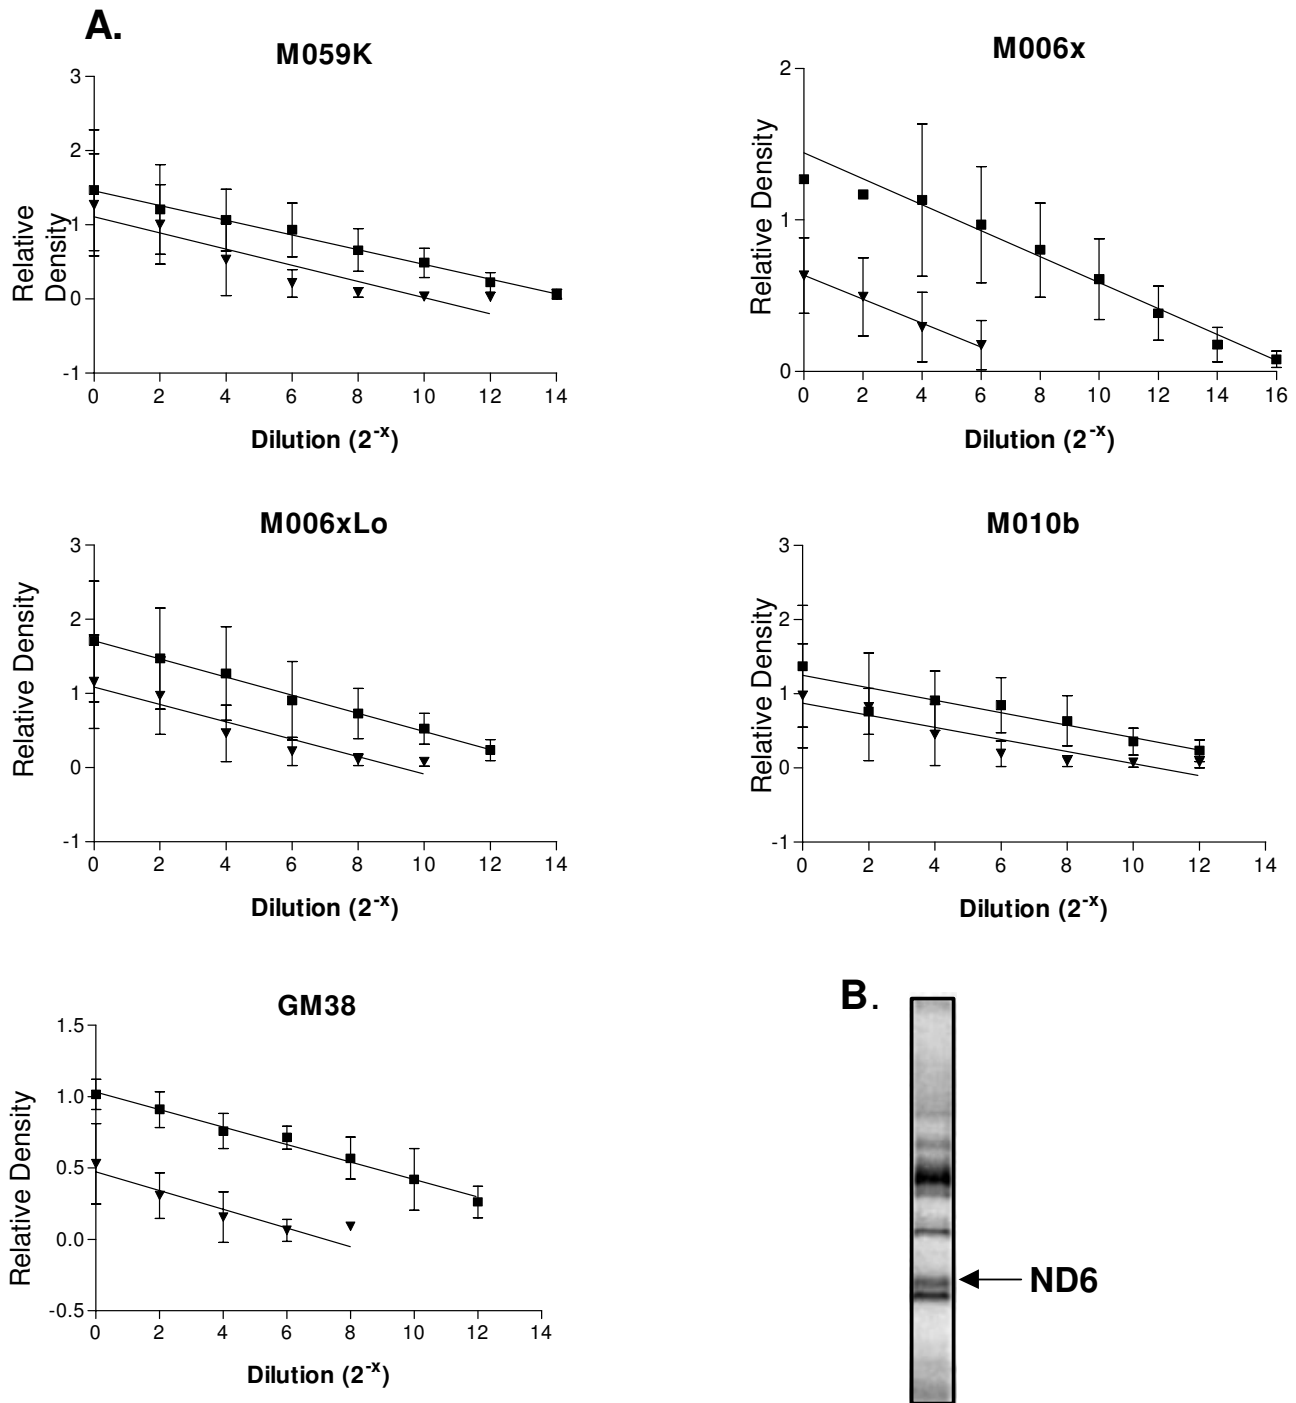 A.
M059K
3
2
1
0
-1
Relative
Density
0 2 4 6 8 10 12 14
Dilution (2-x)
M006x
2
1
0
Relative Density
0 2 4 6 8 10 12 14 16
Dilution (2-x)
M006xLo
3
2
1
0
-1
Relative Density
0 2 4 6 8 10 12 14
Dilution (2-x)
M010b
3
2
1
0
-1
Relative Density
0 2 4 6 8 10 12 14
Dilution (2-x)
GM38
1.5
1.0
0.5
0.0
-0.5
Relative Density
0 2 4 6 8 10 12 14
Dilution (2-x)
B.
ND6